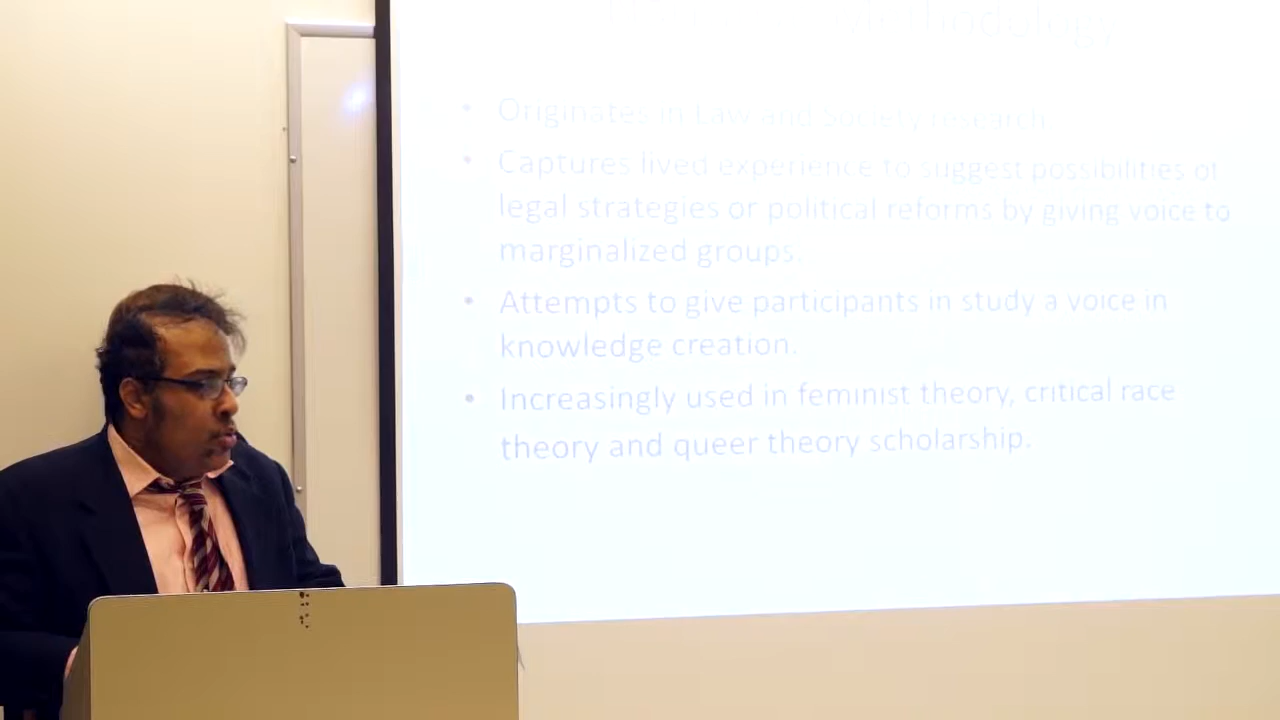 Methodology
• Originates in Law and Society research
• Captures lived experience to suggest possibilities of
legal strategies or political reforms by giving voice to
marginalized groups.
• Attempts to give participants in study a voice in
knowledge creation.
• Increasingly used in feminist theory, critical race
theory and queer theory scholarship.